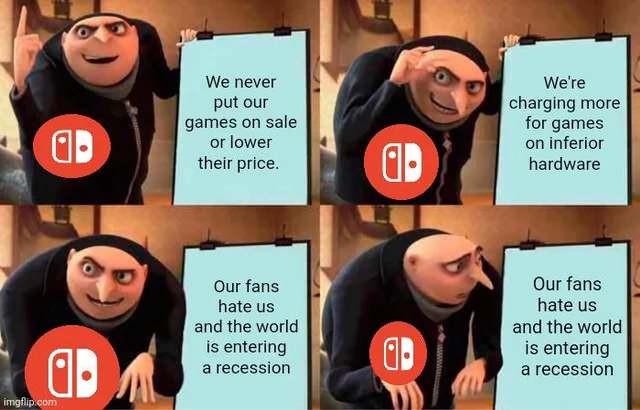 We never
put our
games on sale
or lower
their price.
We're
charging more
for games
on inferior
hardware
Our fans
hate us
and the world
is entering
a recession
Our fans
hate us
and the world
is entering
a recession
imgflip.com